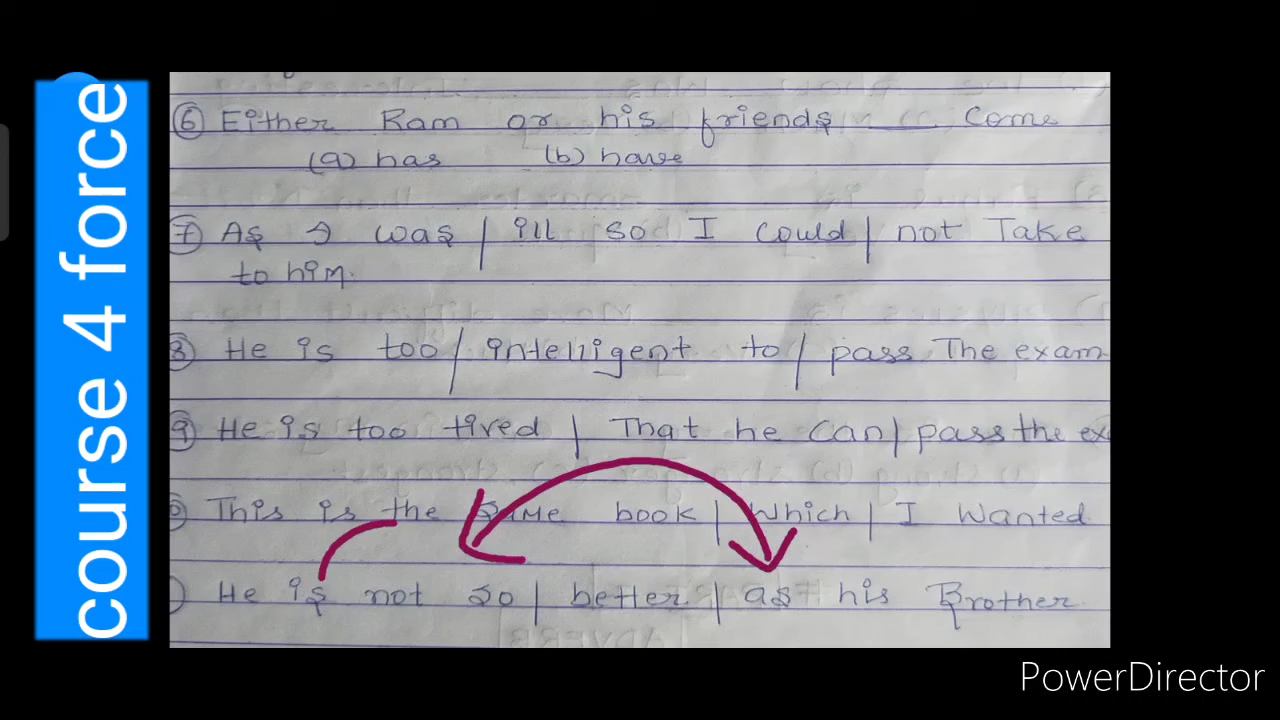 course 4 force
⑥ Either Ram or his friends ___ Come
(a) has (b) have
⑦ As I was / ill so I could / not Take
to him.
⑧ He is too / intelligent to / pass The exam
⑨ He is too tired / That he Can / pass the ex
This is the same book / which / I Wanted
He is not so / better / as his Brother
PowerDirector